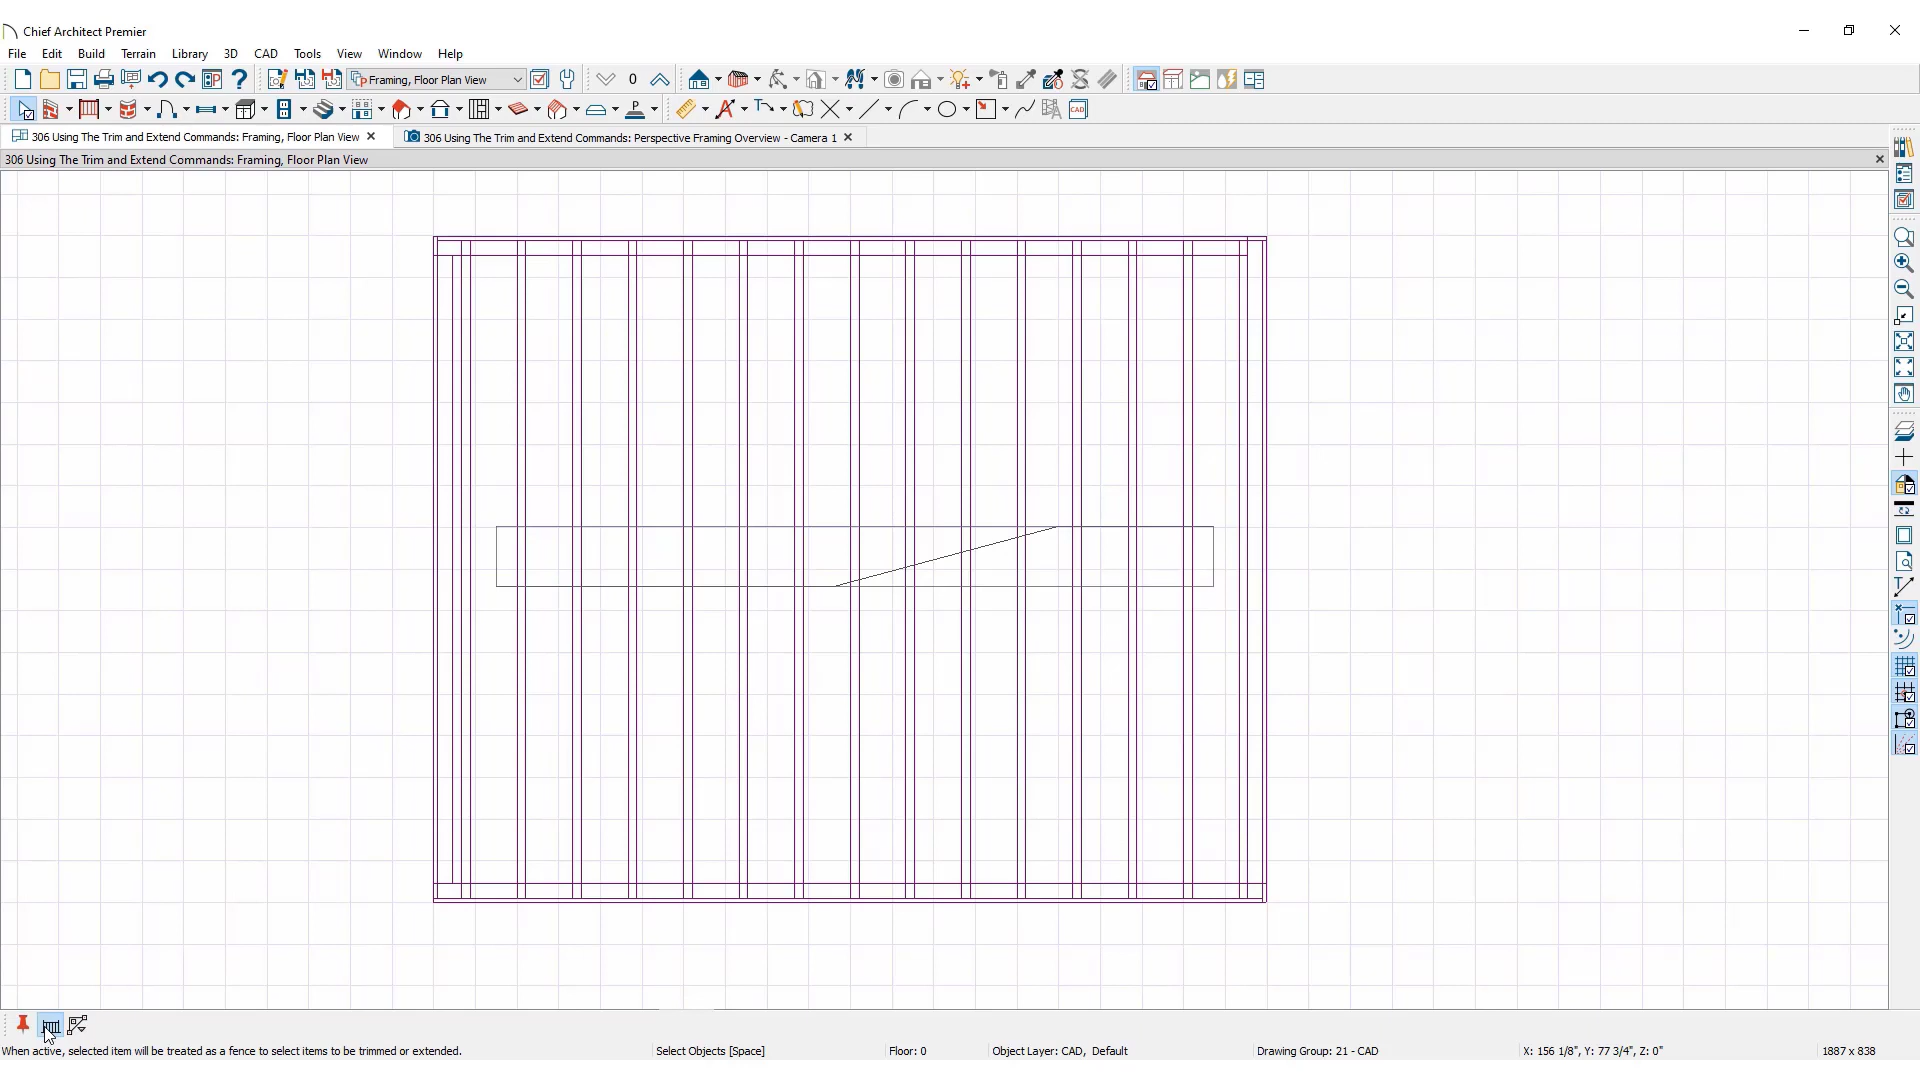 Chief Architect Premier
File Edit Build Terrain Library 3D CAD Tools View Window Help
Framing, Floor Plan View 0
P CAD
306 Using The Trim and Extend Commands: Framing, Floor Plan View 306 Using The Trim and Extend Commands: Perspective Framing Overview - Camera 1
306 Using The Trim and Extend Commands: Framing, Floor Plan View
When active, selected item will be treated as a fence to select items to be trimmed or extended. Select Objects [Space] Floor: 0 Object Layer: CAD, Default Drawing Group: 21 - CAD X: 156 1/8", Y: 77 3/4", Z: 0" 1887 x 838